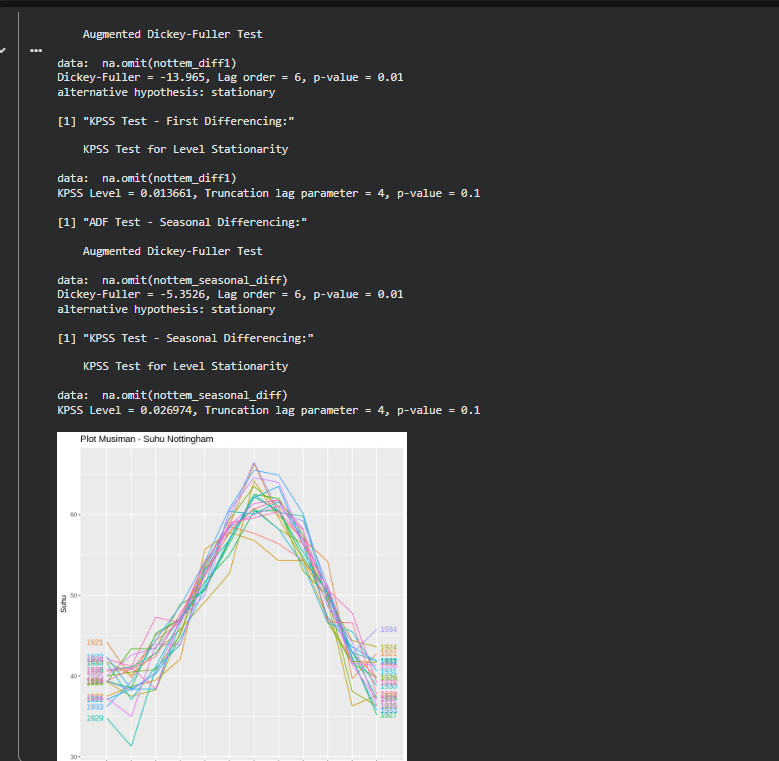 Augmented Dickey-Fuller Test
data:  na.omit(nottem_diff1)
Dickey-Fuller = -13.965, Lag order = 6, p-value = 0.01
alternative hypothesis: stationary
[1] "KPSS Test - First Differencing:"
KPSS Test for Level Stationarity
data:  na.omit(nottem_diff1)
KPSS Level = 0.013661, Truncation lag parameter = 4, p-value = 0.1
[1] "ADF Test - Seasonal Differencing:"
Augmented Dickey-Fuller Test
data:  na.omit(nottem_seasonal_diff)
Dickey-Fuller = -5.3526, Lag order = 6, p-value = 0.01
alternative hypothesis: stationary
[1] "KPSS Test - Seasonal Differencing:"
KPSS Test for Level Stationarity
data:  na.omit(nottem_seasonal_diff)
KPSS Level = 0.026974, Truncation lag parameter = 4, p-value = 0.1
Plot Musiman - Suhu Nottingham
60
50
Suhu
40
30
1921
1933
1929
1934
1924
1921
1930
1927